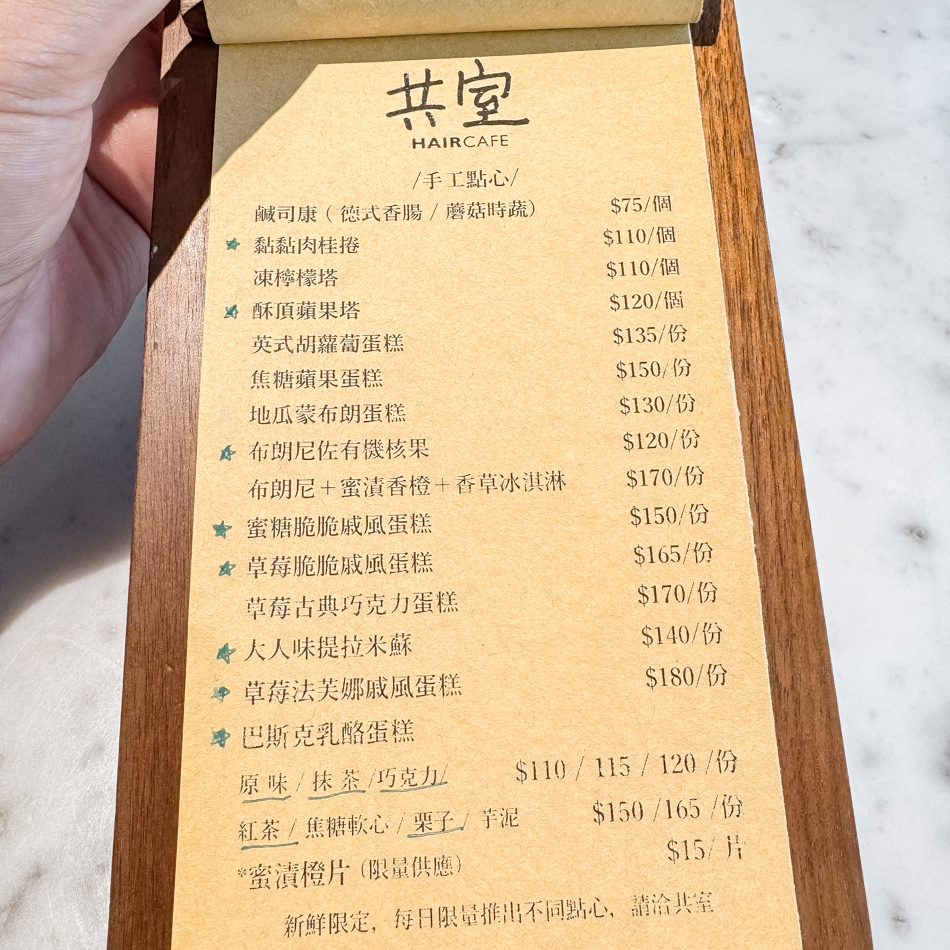 共室
HAIRCAFE
/手工點心/
鹹司康（德式香腸 / 蘑菇時蔬） $75/個
黏黏肉桂捲 $110/個
凍檸檬塔 $110/個
酥頂蘋果塔 $120/個
英式胡蘿蔔蛋糕 $135/份
焦糖蘋果蛋糕 $150/份
地瓜蒙布朗蛋糕 $130/份
布朗尼佐有機核果 $120/份
布朗尼＋蜜漬香橙＋香草冰淇淋 $170/份
蜜糖脆脆戚風蛋糕 $150/份
草莓脆脆戚風蛋糕 $165/份
草莓古典巧克力蛋糕 $170/份
大人味提拉米蘇 $140/份
草莓法芙娜戚風蛋糕 $180/份
巴斯克乳酪蛋糕
原味 / 抹茶 /巧克力/ $110 / 115 / 120 /份
紅茶 / 焦糖軟心 / 栗子 / 芋泥 $150 /165 /份
*蜜漬橙片（限量供應） $15/ 片
新鮮限定，每日限量推出不同點心，請洽共室